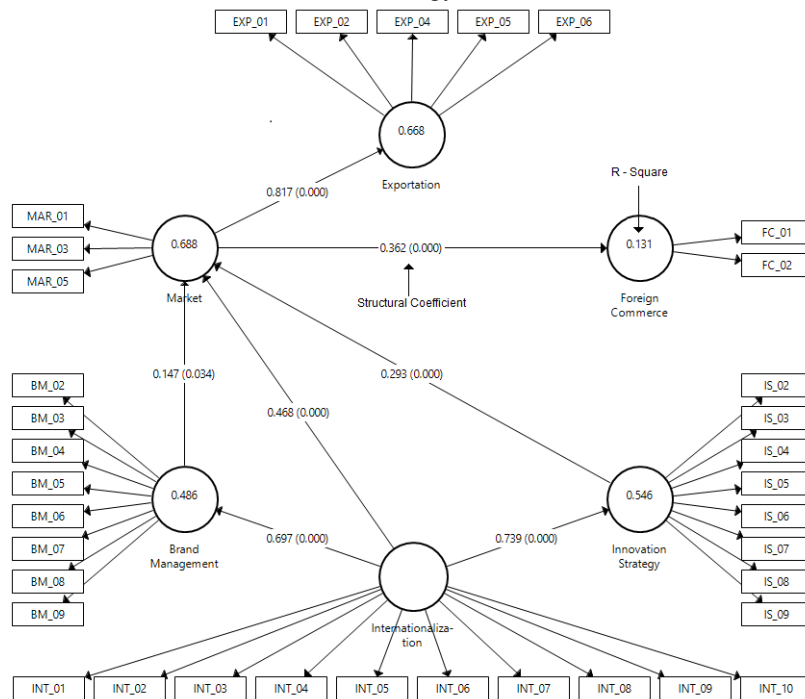 EXP_01
EXP_02
EXP_04
EXP_05
EXP_06
0.668
Exportation
R - Square
0.817 (0.000)
MAR_01
MAR_03
MAR_05
0.688
Market
0.362 (0.000)
Structural Coefficient
0.131
Foreign
Commerce
FC_01
FC_02
0.147 (0.034)
0.468 (0.000)
0.293 (0.000)
BM_02
BM_03
BM_04
BM_05
BM_06
BM_07
BM_08
BM_09
0.486
Brand
Management
0.697 (0.000)
0.739 (0.000)
0.546
Innovation
Strategy
IS_02
IS_03
IS_04
IS_05
IS_06
IS_07
IS_08
IS_09
Internationaliza-
tion
INT_01
INT_02
INT_03
INT_04
INT_05
INT_06
INT_07
INT_08
INT_09
INT_10